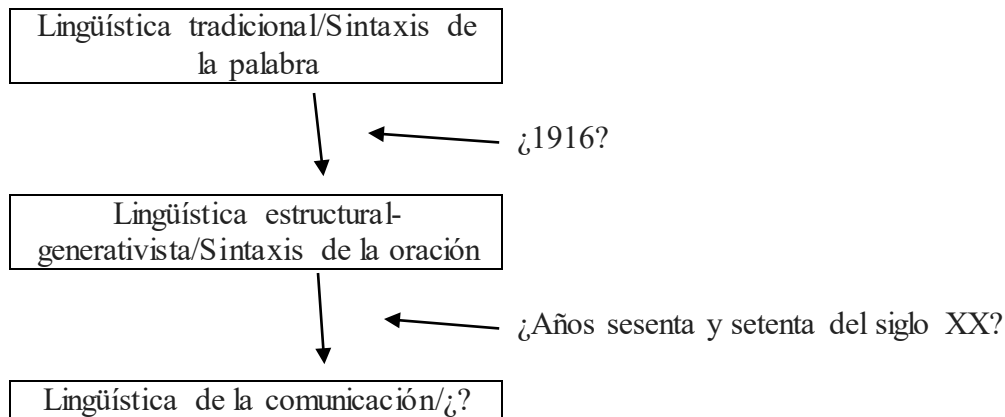 Lingüística tradicional/Sintaxis de
la palabra
¿1916?
Lingüística estructural-
generativista/Sintaxis de la oración
¿Años sesenta y setenta del siglo XX?
Lingüística de la comunicación/¿?